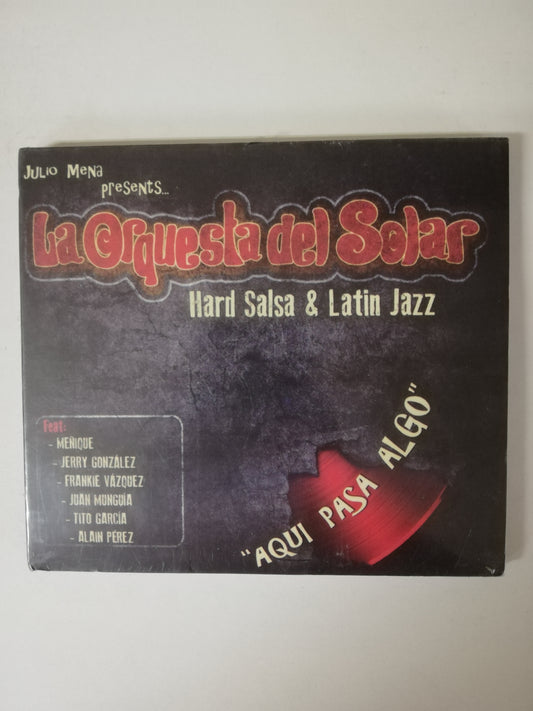 Julio Mena
presents...
La Orquesta del Solar
Hard Salsa & Latin Jazz
Feat:
- MEÑIQUE
- JERRY GONZÁLEZ
- FRANKIE VÁZQUEZ
- JUAN MUNGUÍA
- TITO GARCÍA
- ALAIN PÉREZ
"AQUI PASA ALGO"